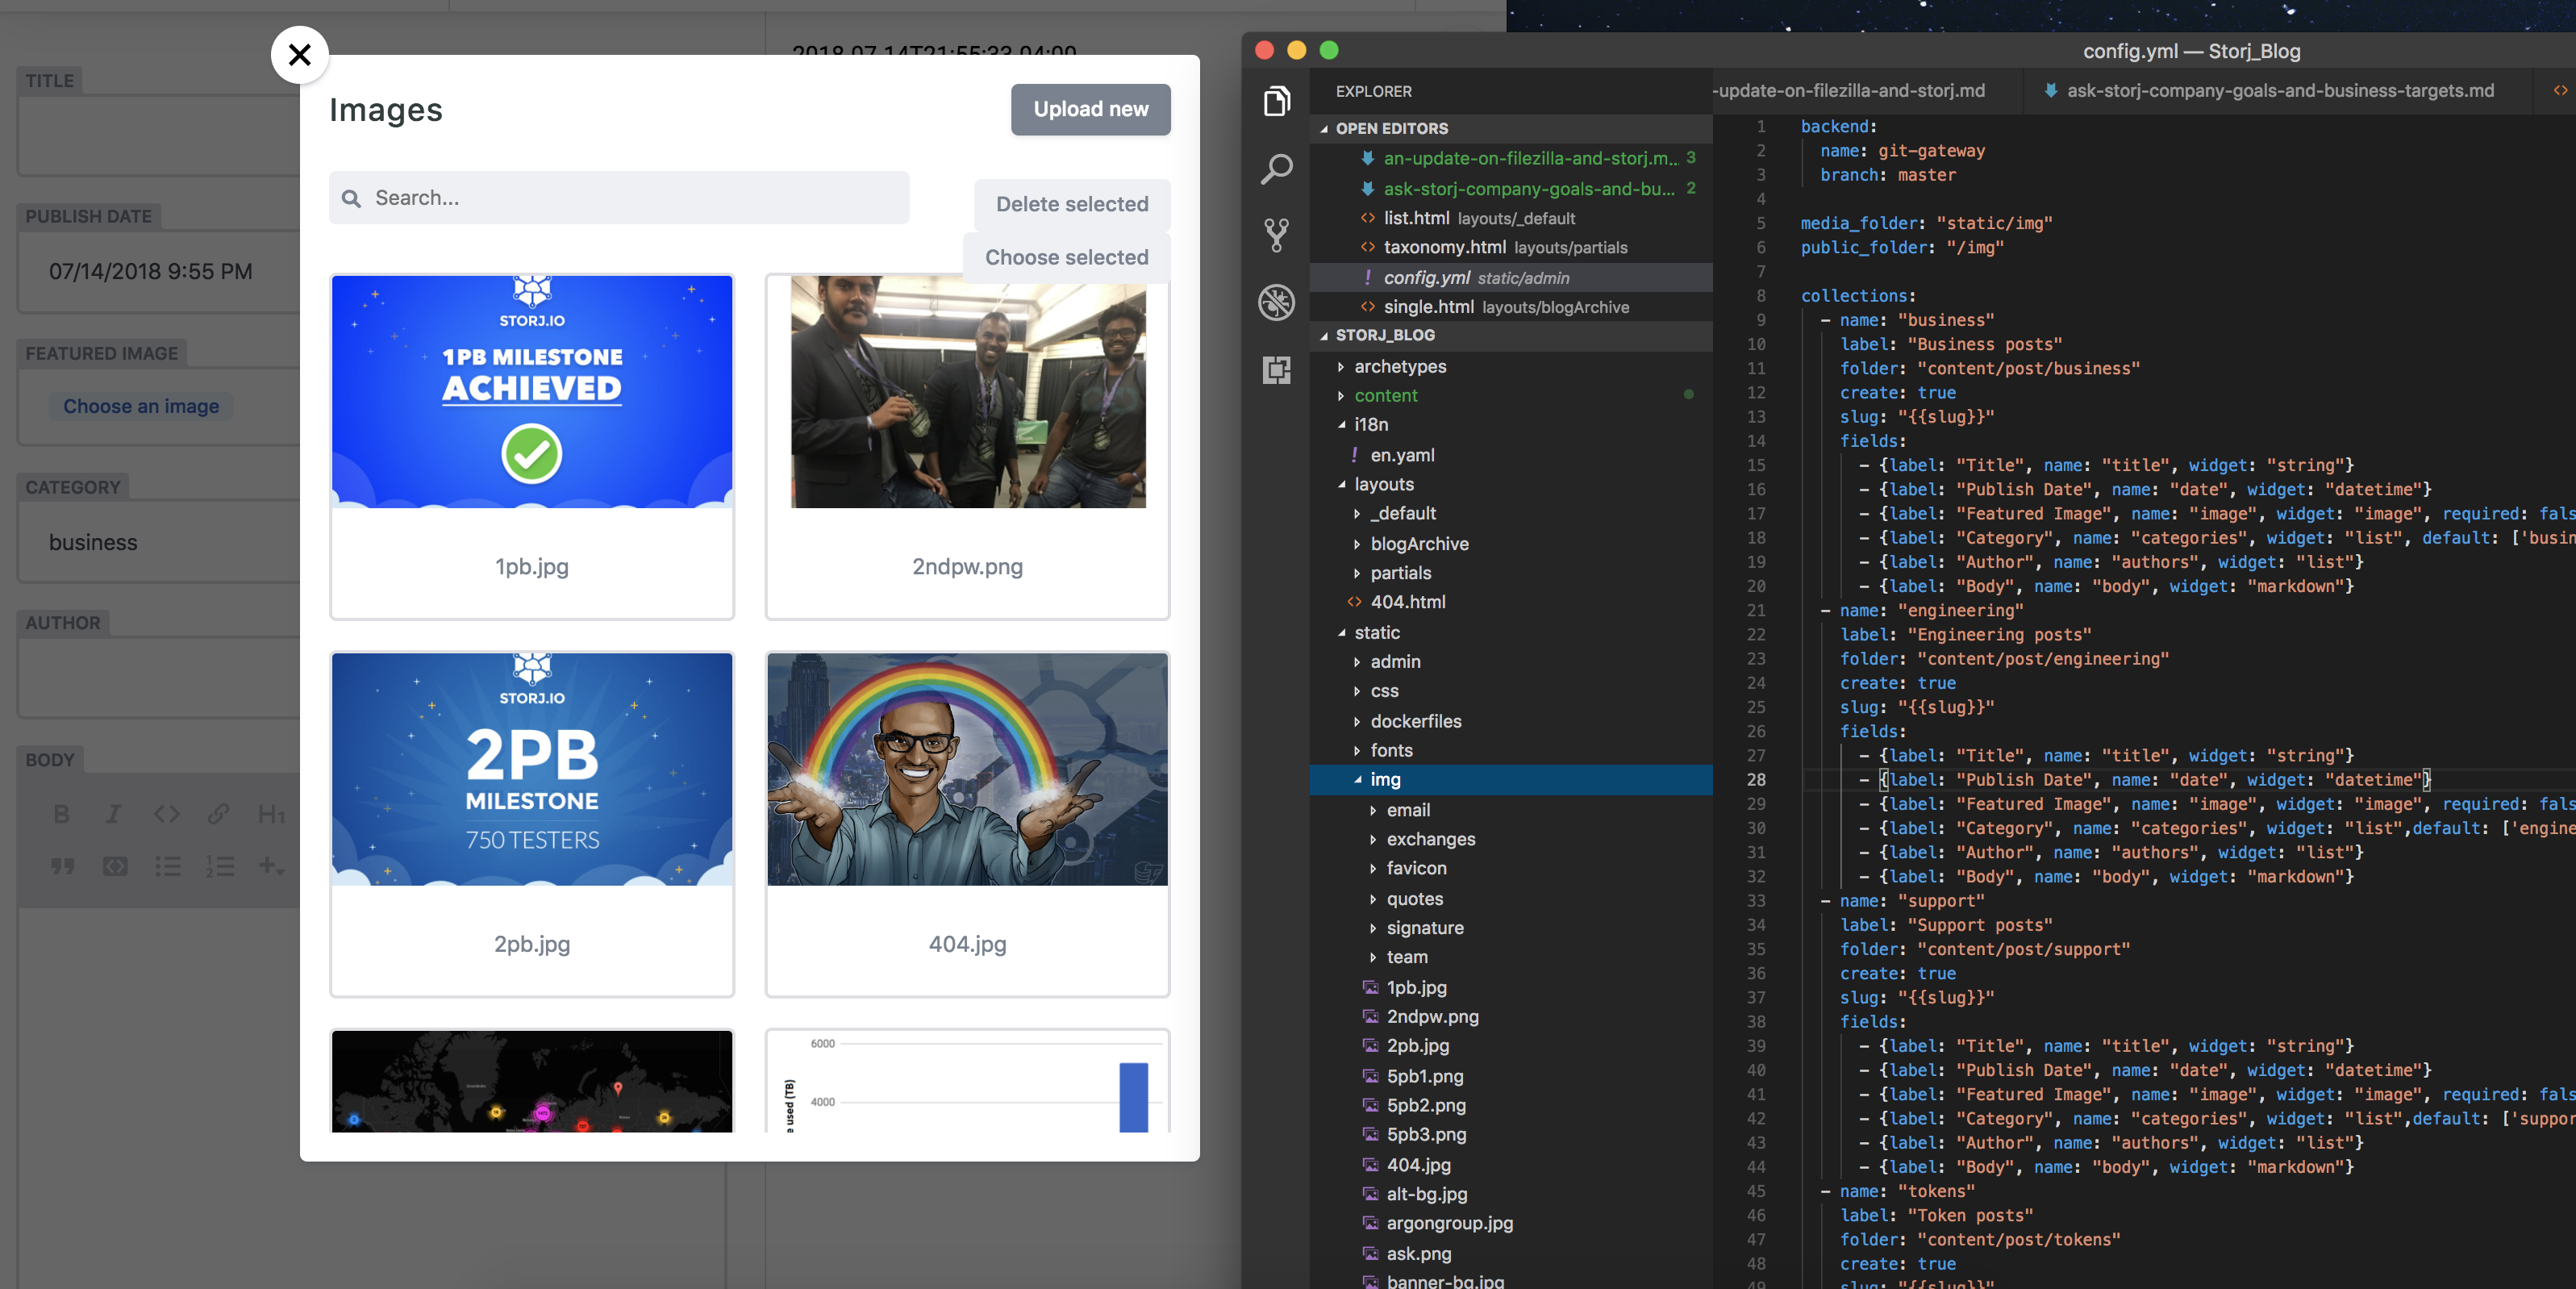 2018-07-14T21:55:33-04:00
TITLE
PUBLISH DATE
07/14/2018 9:55 PM
FEATURED IMAGE
Choose an image
CATEGORY
business
AUTHOR
BODY
B I <> H1
Images
Upload new
Search...
Delete selected
Choose selected
STORJ.IO
1PB MILESTONE
ACHIEVED
1pb.jpg
2ndpw.png
STORJ.IO
2PB
MILESTONE
750 TESTERS
2pb.jpg
404.jpg
6000
4000
e used (TB)
config.yml — Storj_Blog
EXPLORER
OPEN EDITORS
an-update-on-filezilla-and-storj.m... 3
ask-storj-company-goals-and-bu... 2
list.html layouts/_default
taxonomy.html layouts/partials
config.yml static/admin
single.html layouts/blogArchive
STORJ_BLOG
archetypes
content
i18n
en.yaml
layouts
_default
blogArchive
partials
404.html
static
admin
css
dockerfiles
fonts
img
email
exchanges
favicon
quotes
signature
team
1pb.jpg
2ndpw.png
2pb.jpg
5pb1.png
5pb2.png
5pb3.png
404.jpg
alt-bg.jpg
argongroup.jpg
ask.png
banner-bg.jpg
-update-on-filezilla-and-storj.md
ask-storj-company-goals-and-business-targets.md
1 backend:
2 name: git-gateway
3 branch: master
4
5 media_folder: "static/img"
6 public_folder: "/img"
7
8 collections:
9 - name: "business"
10 label: "Business posts"
11 folder: "content/post/business"
12 create: true
13 slug: "{{slug}}"
14 fields:
15 - {label: "Title", name: "title", widget: "string"}
16 - {label: "Publish Date", name: "date", widget: "datetime"}
17 - {label: "Featured Image", name: "image", widget: "image", required: fals
18 - {label: "Category", name: "categories", widget: "list", default: ['busin
19 - {label: "Author", name: "authors", widget: "list"}
20 - {label: "Body", name: "body", widget: "markdown"}
21 - name: "engineering"
22 label: "Engineering posts"
23 folder: "content/post/engineering"
24 create: true
25 slug: "{{slug}}"
26 fields:
27 - {label: "Title", name: "title", widget: "string"}
28 - {label: "Publish Date", name: "date", widget: "datetime"}
29 - {label: "Featured Image", name: "image", widget: "image", required: fals
30 - {label: "Category", name: "categories", widget: "list",default: ['engine
31 - {label: "Author", name: "authors", widget: "list"}
32 - {label: "Body", name: "body", widget: "markdown"}
33 - name: "support"
34 label: "Support posts"
35 folder: "content/post/support"
36 create: true
37 slug: "{{slug}}"
38 fields:
39 - {label: "Title", name: "title", widget: "string"}
40 - {label: "Publish Date", name: "date", widget: "datetime"}
41 - {label: "Featured Image", name: "image", widget: "image", required: fals
42 - {label: "Category", name: "categories", widget: "list",default: ['suppor
43 - {label: "Author", name: "authors", widget: "list"}
44 - {label: "Body", name: "body", widget: "markdown"}
45 - name: "tokens"
46 label: "Token posts"
47 folder: "content/post/tokens"
48 create: true
49 slug: "{{slug}}"